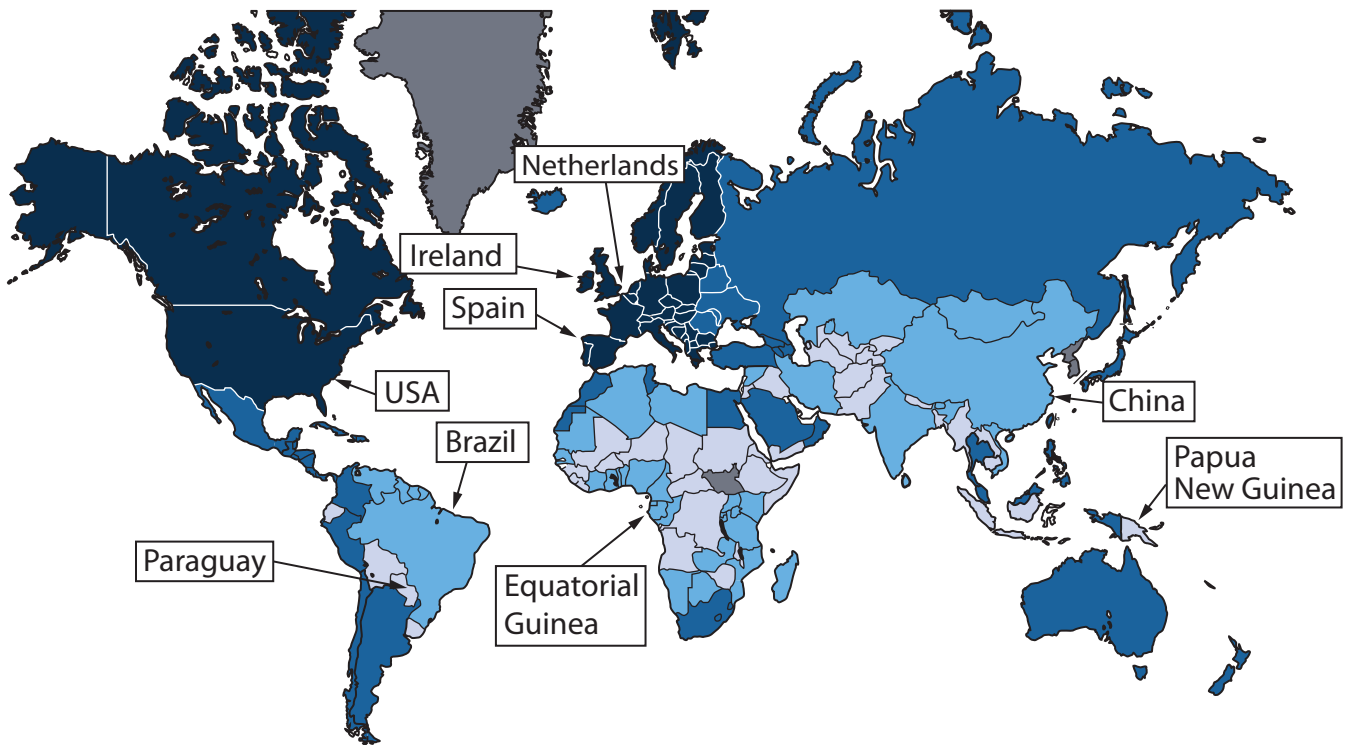 Netherlands
Ireland
Spain
USA
China
Brazil
Papua
New Guinea
Paraguay
Equatorial
Guinea